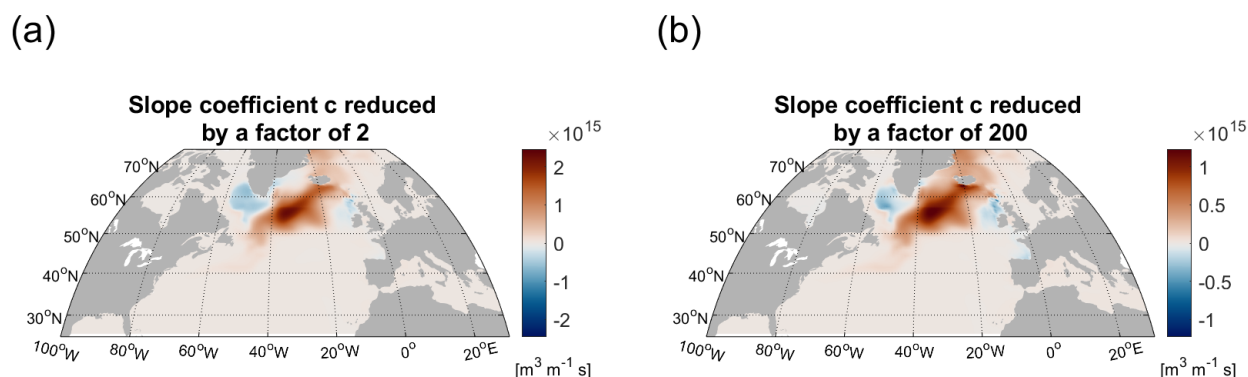 (a)
(b)
Slope coefficient c reduced
by a factor of 2
×10^15
70°N
60°N
50°N
40°N
30°N
100°W
80°W
60°W
40°W
20°W
0°
20°E
2
1
0
-1
-2
[m³ m⁻¹ s]
Slope coefficient c reduced
by a factor of 200
×10^15
70°N
60°N
50°N
40°N
30°N
100°W
80°W
60°W
40°W
20°W
0°
20°E
1
0.5
0
-0.5
-1
[m³ m⁻¹ s]